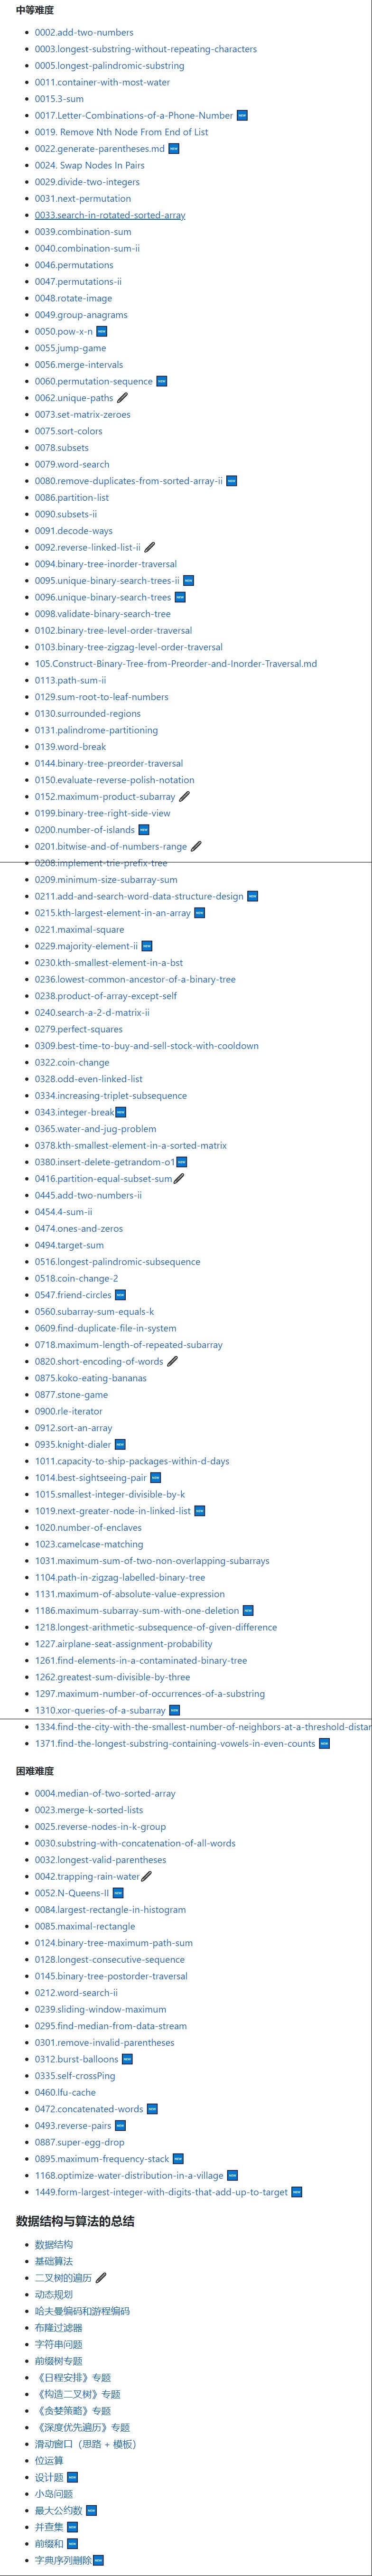 中等难度
0002.add-two-numbers
0003.longest-substring-without-repeating-characters
0005.longest-palindromic-substring
0011.container-with-most-water
0015.3-sum
0017.Letter-Combinations-of-a-Phone-Number
0019. Remove Nth Node From End of List
0022.generate-parentheses.md
0024. Swap Nodes In Pairs
0029.divide-two-integers
0031.next-permutation
0033.search-in-rotated-sorted-array
0039.combination-sum
0040.combination-sum-ii
0046.permutations
0047.permutations-ii
0048.rotate-image
0049.group-anagrams
0050.pow-x-n
0055.jump-game
0056.merge-intervals
0060.permutation-sequence
0062.unique-paths
0073.set-matrix-zeroes
0075.sort-colors
0078.subsets
0079.word-search
0080.remove-duplicates-from-sorted-array-ii
0086.partition-list
0090.subsets-ii
0091.decode-ways
0092.reverse-linked-list-ii
0094.binary-tree-inorder-traversal
0095.unique-binary-search-trees-ii
0096.unique-binary-search-trees
0098.validate-binary-search-tree
0102.binary-tree-level-order-traversal
0103.binary-tree-zigzag-level-order-traversal
105.Construct-Binary-Tree-from-Preorder-and-Inorder-Traversal.md
0113.path-sum-ii
0129.sum-root-to-leaf-numbers
0130.surrounded-regions
0131.palindrome-partitioning
0139.word-break
0144.binary-tree-preorder-traversal
0150.evaluate-reverse-polish-notation
0152.maximum-product-subarray
0199.binary-tree-right-side-view
0200.number-of-islands
0201.bitwise-and-of-numbers-range
0208.implement-trie-prefix-tree
0209.minimum-size-subarray-sum
0211.add-and-search-word-data-structure-design
0215.kth-largest-element-in-an-array
0221.maximal-square
0229.majority-element-ii
0230.kth-smallest-element-in-a-bst
0236.lowest-common-ancestor-of-a-binary-tree
0238.product-of-array-except-self
0240.search-a-2-d-matrix-ii
0279.perfect-squares
0309.best-time-to-buy-and-sell-stock-with-cooldown
0322.coin-change
0328.odd-even-linked-list
0334.increasing-triplet-subsequence
0343.integer-break
0365.water-and-jug-problem
0378.kth-smallest-element-in-a-sorted-matrix
0380.insert-delete-getrandom-o1
0416.partition-equal-subset-sum
0445.add-two-numbers-ii
0454.4-sum-ii
0474.ones-and-zeros
0494.target-sum
0516.longest-palindromic-subsequence
0518.coin-change-2
0547.friend-circles
0560.subarray-sum-equals-k
0609.find-duplicate-file-in-system
0718.maximum-length-of-repeated-subarray
0820.short-encoding-of-words
0875.koko-eating-bananas
0877.stone-game
0900.rle-iterator
0912.sort-an-array
0935.knight-dialer
1011.capacity-to-ship-packages-within-d-days
1014.best-sightseeing-pair
1015.smallest-integer-divisible-by-k
1019.next-greater-node-in-linked-list
1020.number-of-enclaves
1023.camelcase-matching
1031.maximum-sum-of-two-non-overlapping-subarrays
1104.path-in-zigzag-labelled-binary-tree
1131.maximum-of-absolute-value-expression
1186.maximum-subarray-sum-with-one-deletion
1218.longest-arithmetic-subsequence-of-given-difference
1227.airplane-seat-assignment-probability
1261.find-elements-in-a-contaminated-binary-tree
1262.greatest-sum-divisible-by-three
1297.maximum-number-of-occurrences-of-a-substring
1310.xor-queries-of-a-subarray
1334.find-the-city-with-the-smallest-number-of-neighbors-at-a-threshold-distan
1371.find-the-longest-substring-containing-vowels-in-even-counts
困难难度
0004.median-of-two-sorted-array
0023.merge-k-sorted-lists
0025.reverse-nodes-in-k-group
0030.substring-with-concatenation-of-all-words
0032.longest-valid-parentheses
0042.trapping-rain-water
0052.N-Queens-II
0084.largest-rectangle-in-histogram
0085.maximal-rectangle
0124.binary-tree-maximum-path-sum
0128.longest-consecutive-sequence
0145.binary-tree-postorder-traversal
0212.word-search-ii
0239.sliding-window-maximum
0295.find-median-from-data-stream
0301.remove-invalid-parentheses
0312.burst-balloons
0335.self-crossPing
0460.lfu-cache
0472.concatenated-words
0493.reverse-pairs
0887.super-egg-drop
0895.maximum-frequency-stack
1168.optimize-water-distribution-in-a-village
1449.form-largest-integer-with-digits-that-add-up-to-target
数据结构与算法的总结
数据结构
基础算法
二叉树的遍历
动态规划
哈夫曼编码和游程编码
布隆过滤器
字符串问题
前缀树专题
《日程安排》专题
《构造二叉树》专题
《贪婪策略》专题
《深度优先遍历》专题
滑动窗口（思路 + 模板）
位运算
设计题
小岛问题
最大公约数
并查集
前缀和
字典序列删除